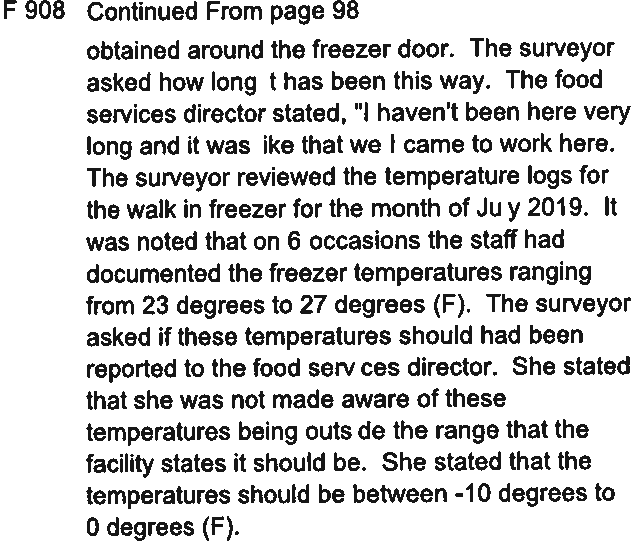 F 908 Continued From page 98
obtained around the freezer door. The surveyor
asked how long t has been this way. The food
services director stated, "I haven't been here very
long and it was ike that we I came to work here.
The surveyor reviewed the temperature logs for
the walk in freezer for the month of Ju y 2019. It
was noted that on 6 occasions the staff had
documented the freezer temperatures ranging
from 23 degrees to 27 degrees (F). The surveyor
asked if these temperatures should had been
reported to the food serv ces director. She stated
that she was not made aware of these
temperatures being outs de the range that the
facility states it should be. She stated that the
temperatures should be between -10 degrees to
0 degrees (F).